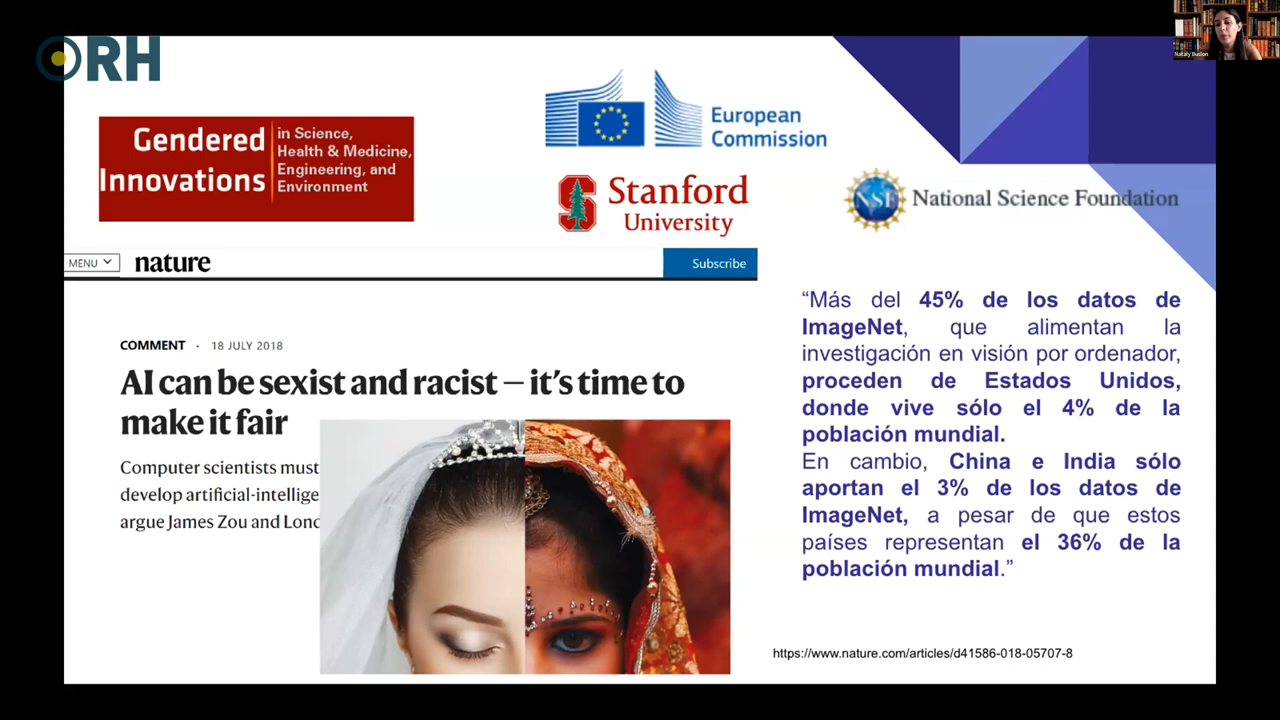 ORH
Nataly Buslon
Gendered
Innovations
in Science,
Health & Medicine,
Engineering, and
Environment
European
Commission
Stanford
University
NSF
National Science Foundation
MENU
nature
Subscribe
COMMENT · 18 JULY 2018
AI can be sexist and racist — it’s time to
make it fair
Computer scientists must
develop artificial-intellige
argue James Zou and Lond
“Más del 45% de los datos de
ImageNet, que alimentan la
investigación en visión por ordenador,
proceden de Estados Unidos,
donde vive sólo el 4% de la
población mundial.
En cambio, China e India sólo
aportan el 3% de los datos de
ImageNet, a pesar de que estos
países representan el 36% de la
población mundial.”
https://www.nature.com/articles/d41586-018-05707-8